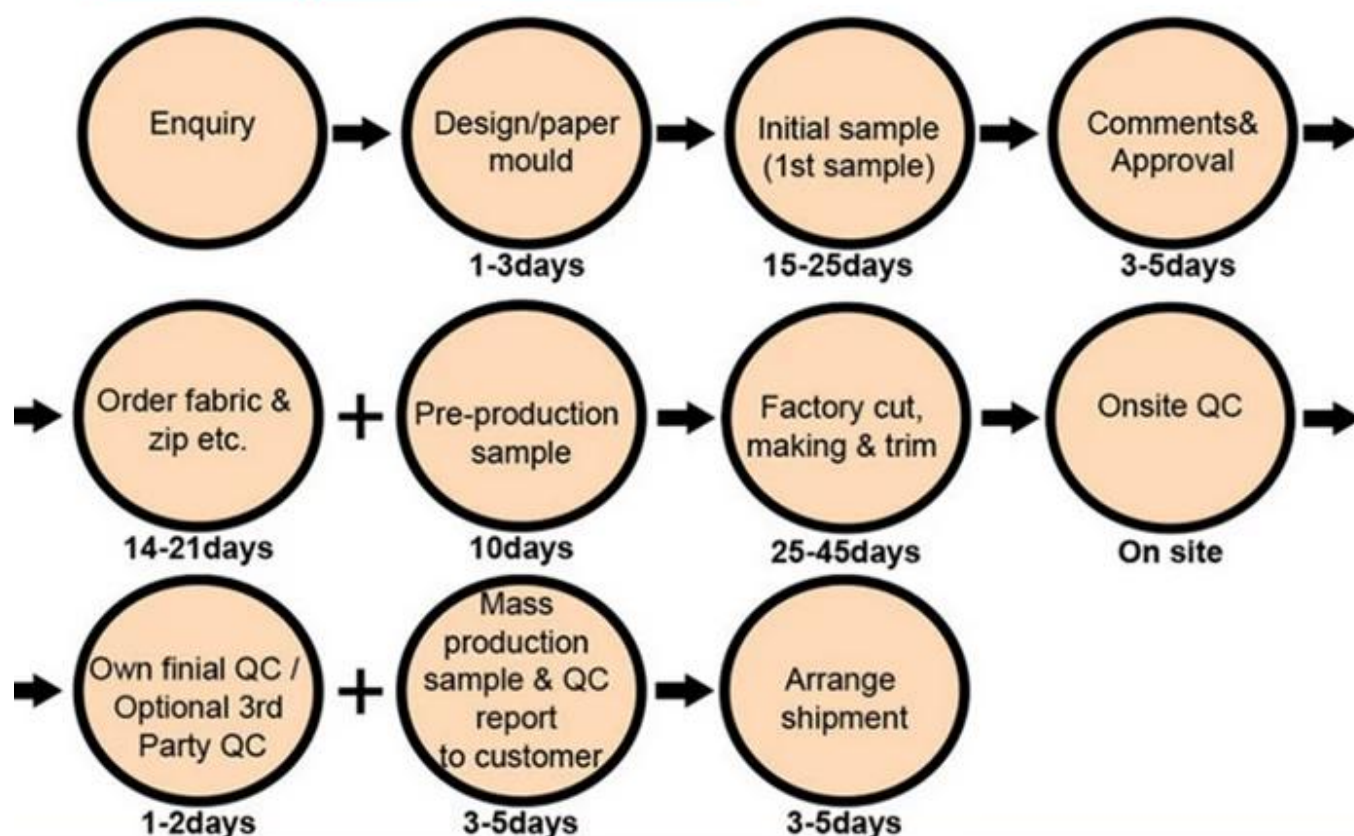 Enquiry
Design/paper
mould
1-3days
Initial sample
(1st sample)
15-25days
Comments&
Approval
3-5days
Order fabric &
zip etc.
14-21days
+
Pre-production
sample
10days
Factory cut,
making & trim
25-45days
Onsite QC
On site
Own finial QC /
Optional 3rd
Party QC
1-2days
+
Mass
production
sample & QC
report
to customer
3-5days
Arrange
shipment
3-5days